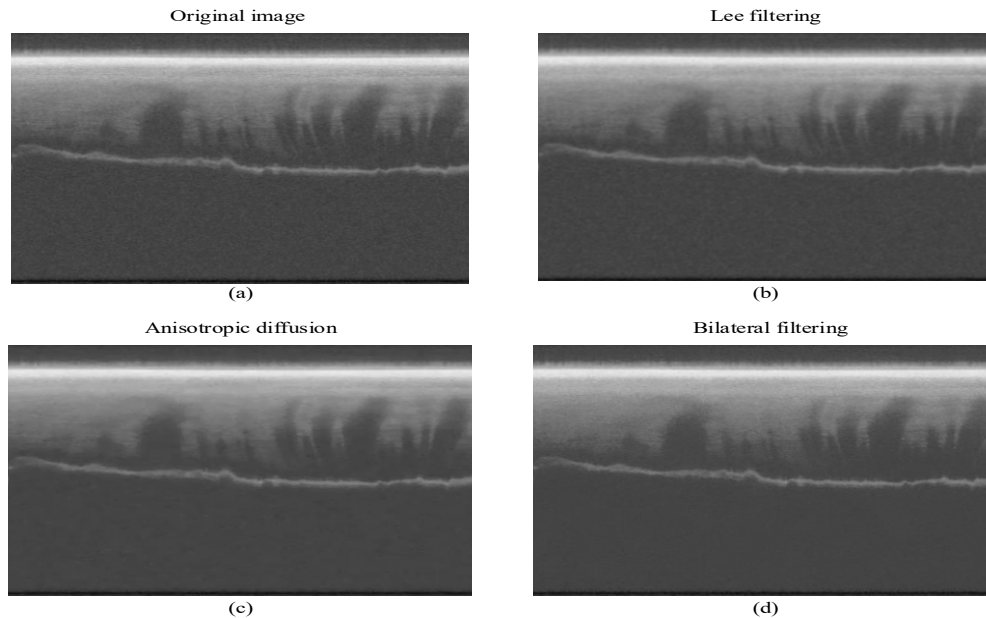 Original image
Lee filtering
(a)
(b)
Anisotropic diffusion
Bilateral filtering
(c)
(d)